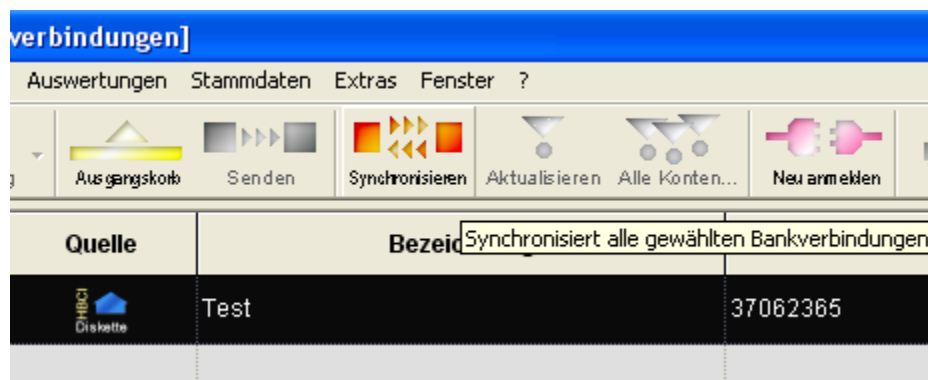 verbindungen]
Auswertungen Stammdaten Extras Fenster ?
Ausgangskorb Senden Synchronisieren Aktualisieren Alle Konten... Neu anmelden
Quelle
Synchronisiert alle gewählten Bankverbindungen
HBCI
Diskette
Test 37062365